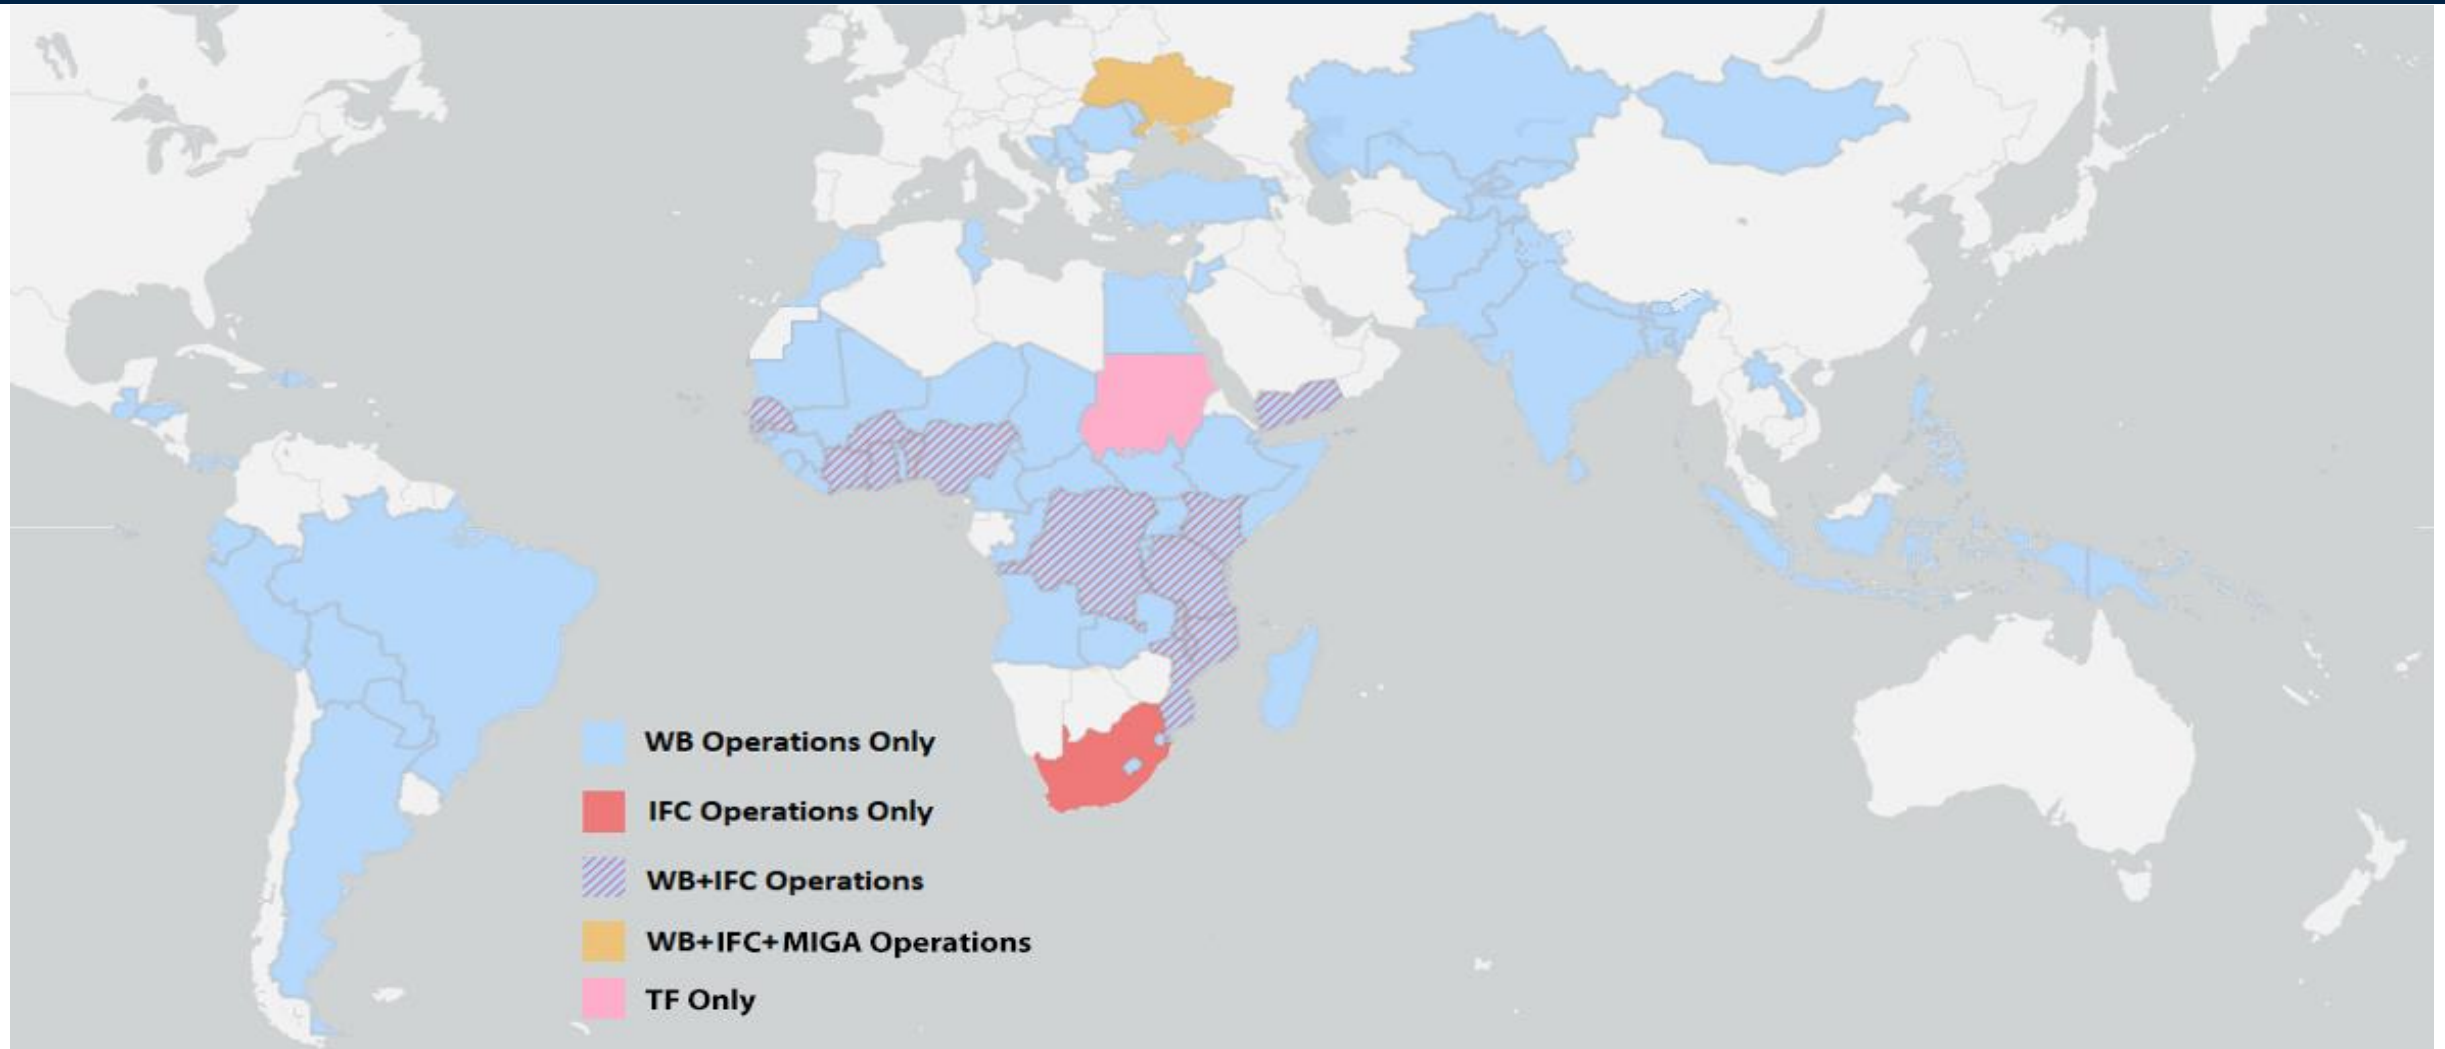 WB Operations Only
IFC Operations Only
WB+IFC Operations
WB+IFC+MIGA Operations
TF Only